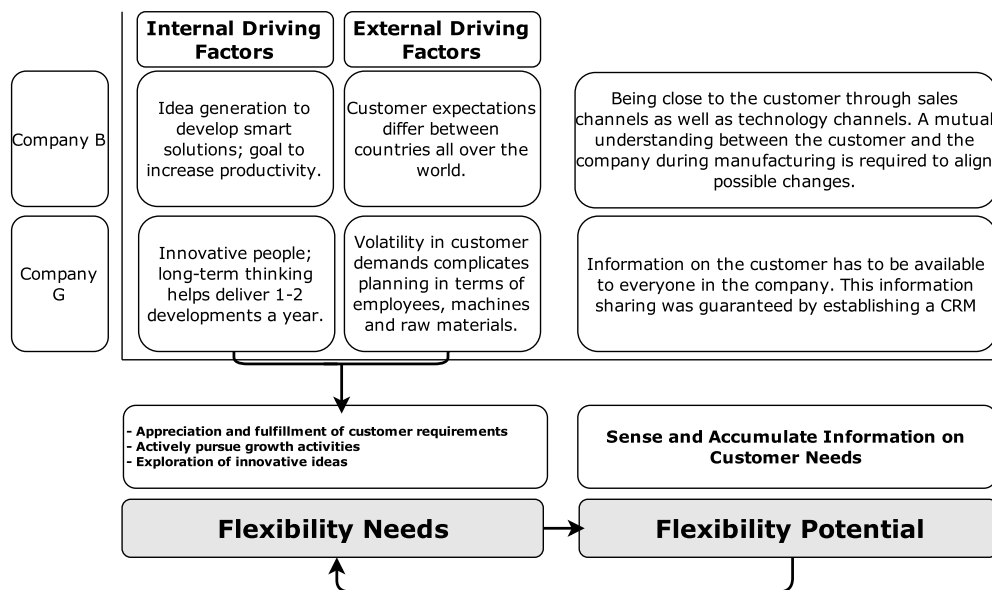 Internal Driving
Factors
External Driving
Factors
Company B
Idea generation to
develop smart
solutions; goal to
increase productivity.
Customer expectations
differ between
countries all over the
world.
Being close to the customer through sales
channels as well as technology channels. A mutual
understanding between the customer and the
company during manufacturing is required to align
possible changes.
Company
G
Innovative people;
long-term thinking
helps deliver 1-2
developments a year.
Volatility in customer
demands complicates
planning in terms of
employees, machines
and raw materials.
Information on the customer has to be available
to everyone in the company. This information
sharing was guaranteed by establishing a CRM
- Appreciation and fulfillment of customer requirements
- Actively pursue growth activities
- Exploration of innovative ideas
Sense and Accumulate Information on
Customer Needs
Flexibility Needs
Flexibility Potential